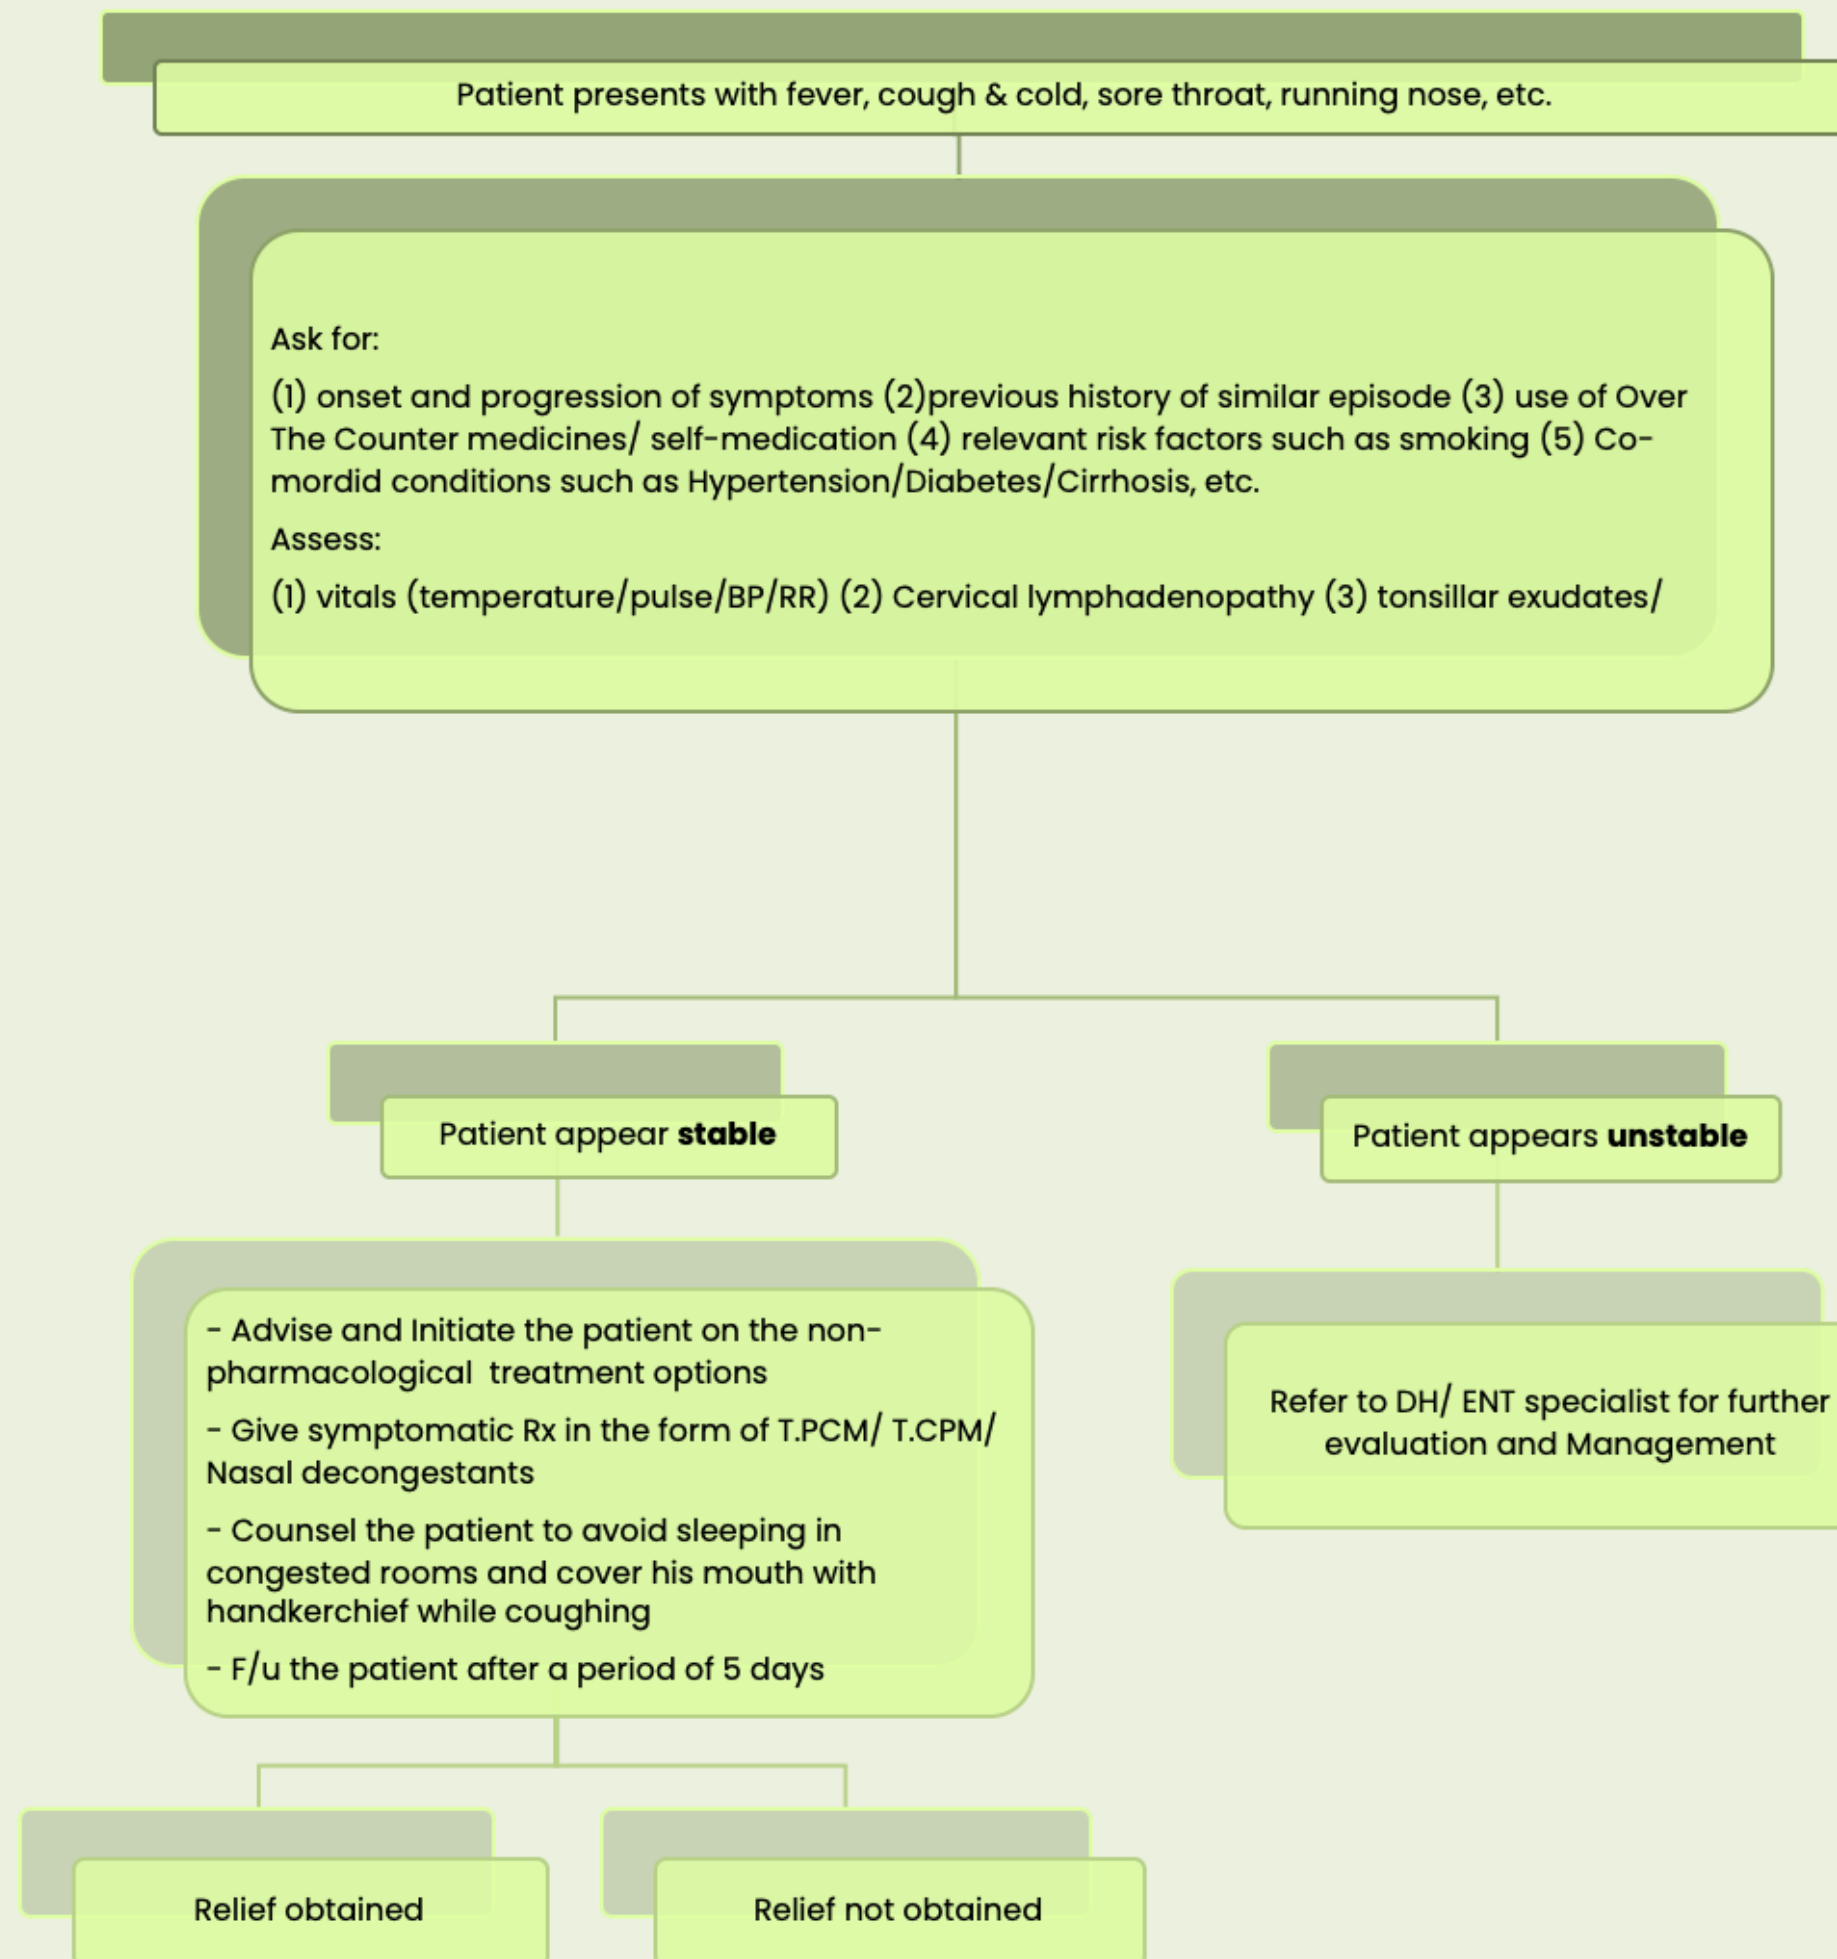 Patient presents with fever, cough & cold, sore throat, running nose, etc.
Ask for:
(1) onset and progression of symptoms (2)previous history of similar episode (3) use of Over
The Counter medicines/ self-medication (4) relevant risk factors such as smoking (5) Co-
mordid conditions such as Hypertension/Diabetes/Cirrhosis, etc.
Assess:
(1) vitals (temperature/pulse/BP/RR) (2) Cervical lymphadenopathy (3) tonsillar exudates/
Patient appear stable
Patient appears unstable
- Advise and Initiate the patient on the non-
pharmacological  treatment options
- Give symptomatic Rx in the form of T.PCM/ T.CPM/
Nasal decongestants
- Counsel the patient to avoid sleeping in
congested rooms and cover his mouth with
handkerchief while coughing
- F/u the patient after a period of 5 days
Refer to DH/ ENT specialist for further
evaluation and Management
Relief obtained
Relief not obtained